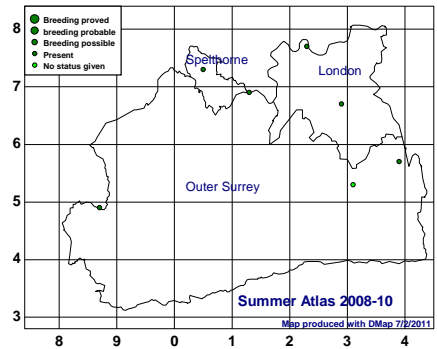 Breeding proved
breeding probable
Breeding possible
Present
No status given
8
7
6
5
4
3
Spelthorne
London
Outer Surrey
Summer Atlas 2008-10
Map produced with DMap 7/2/2011
8 9 0 1 2 3 4